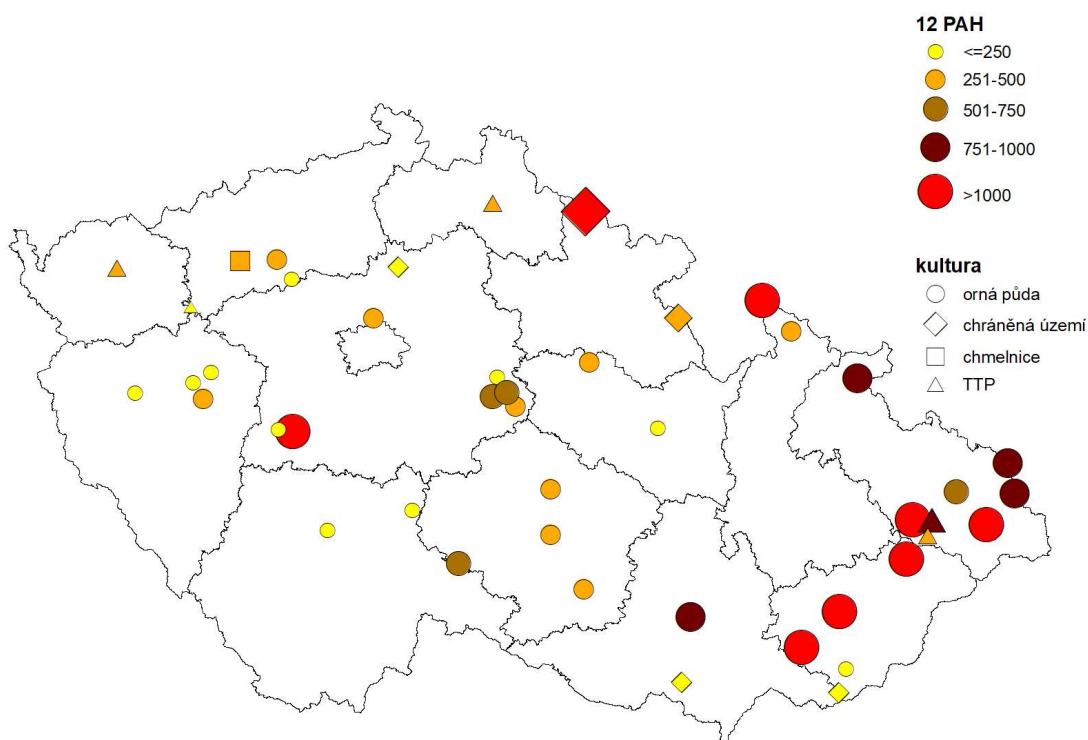 12 PAH
<=250
251-500
501-750
751-1000
>1000
kultura
orná půda
chráněná území
chmelnice
TTP